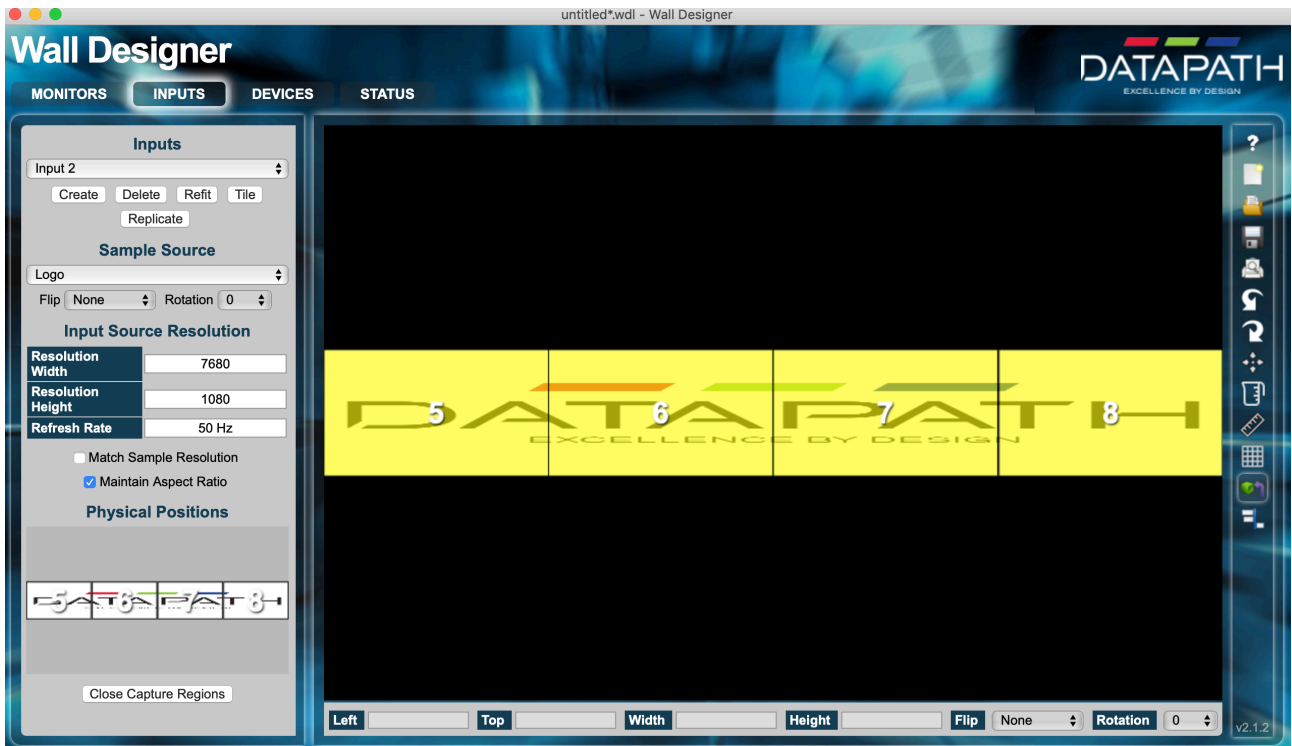 untitled*.wdl - Wall Designer
Wall Designer
DATAPATH
EXCELLENCE BY DESIGN
MONITORS INPUTS DEVICES STATUS
Inputs
Input 2
Create Delete Refit Tile
Replicate
Sample Source
Logo
Flip None Rotation 0
Input Source Resolution
Resolution Width 7680
Resolution Height 1080
Refresh Rate 50 Hz
Match Sample Resolution
Maintain Aspect Ratio
Physical Positions
DATAPATH
5 6 7 8
Close Capture Regions
DATAPATH
5 6 7 8
EXCELLENCE BY DESIGN
Left Top Width Height Flip None Rotation 0
?
v2.1.2